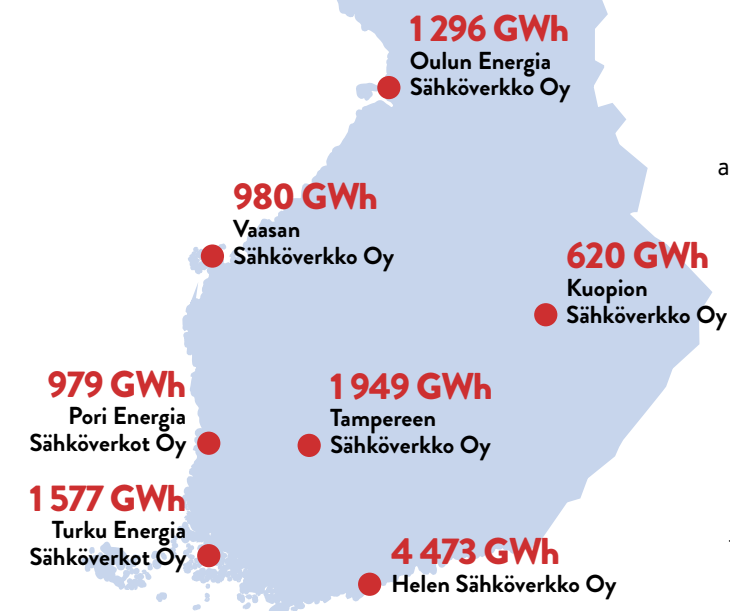 1 296 GWh
Oulun Energia
Sähköverkko Oy
a
980 GWh
Vaasan
Sähköverkko Oy
620 GWh
Kuopion
Sähköverkko Oy
979 GWh
Pori Energia
Sähköverkot Oy
1 949 GWh
Tampereen
Sähköverkko Oy
1 577 GWh
Turku Energia
Sähköverkot Oy
4 473 GWh
Helen Sähköverkko Oy